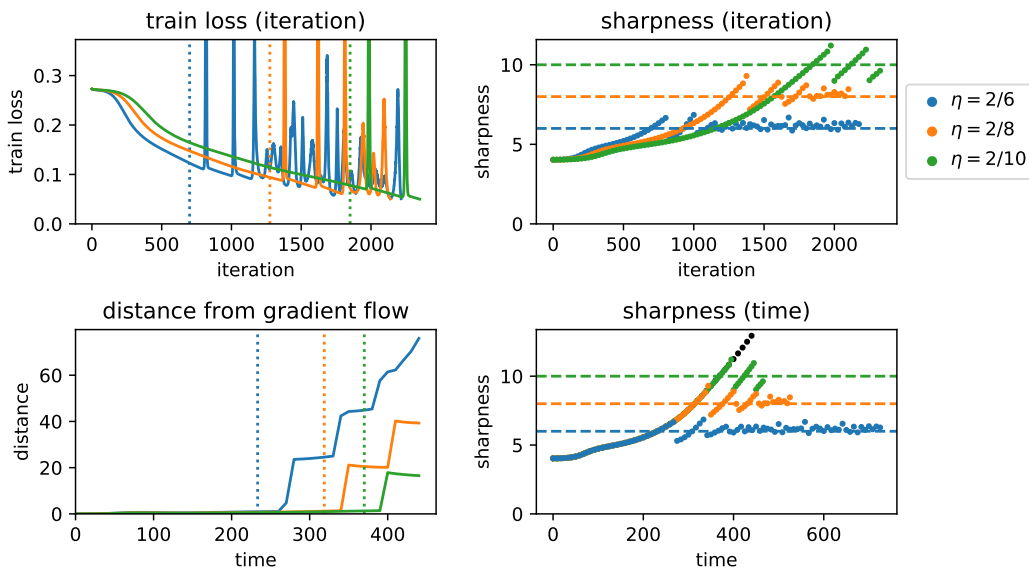 train loss (iteration)
train loss
0.3
0.2
0.1
0.0
0 500 1000 1500 2000
iteration
sharpness (iteration)
sharpness
10
5
0
0 500 1000 1500 2000
iteration
η = 2/6
η = 2/8
η = 2/10
distance from gradient flow
distance
60
40
20
0
0 100 200 300 400
time
sharpness (time)
sharpness
10
5
0
0 200 400 600
time